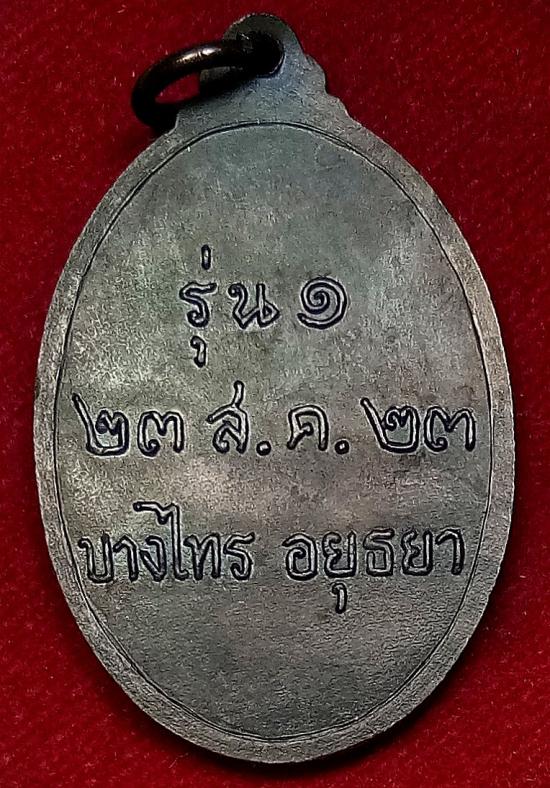 รุ่น ๑
๒๓ ส.ค. ๒๓
บางไทร อยุธยา